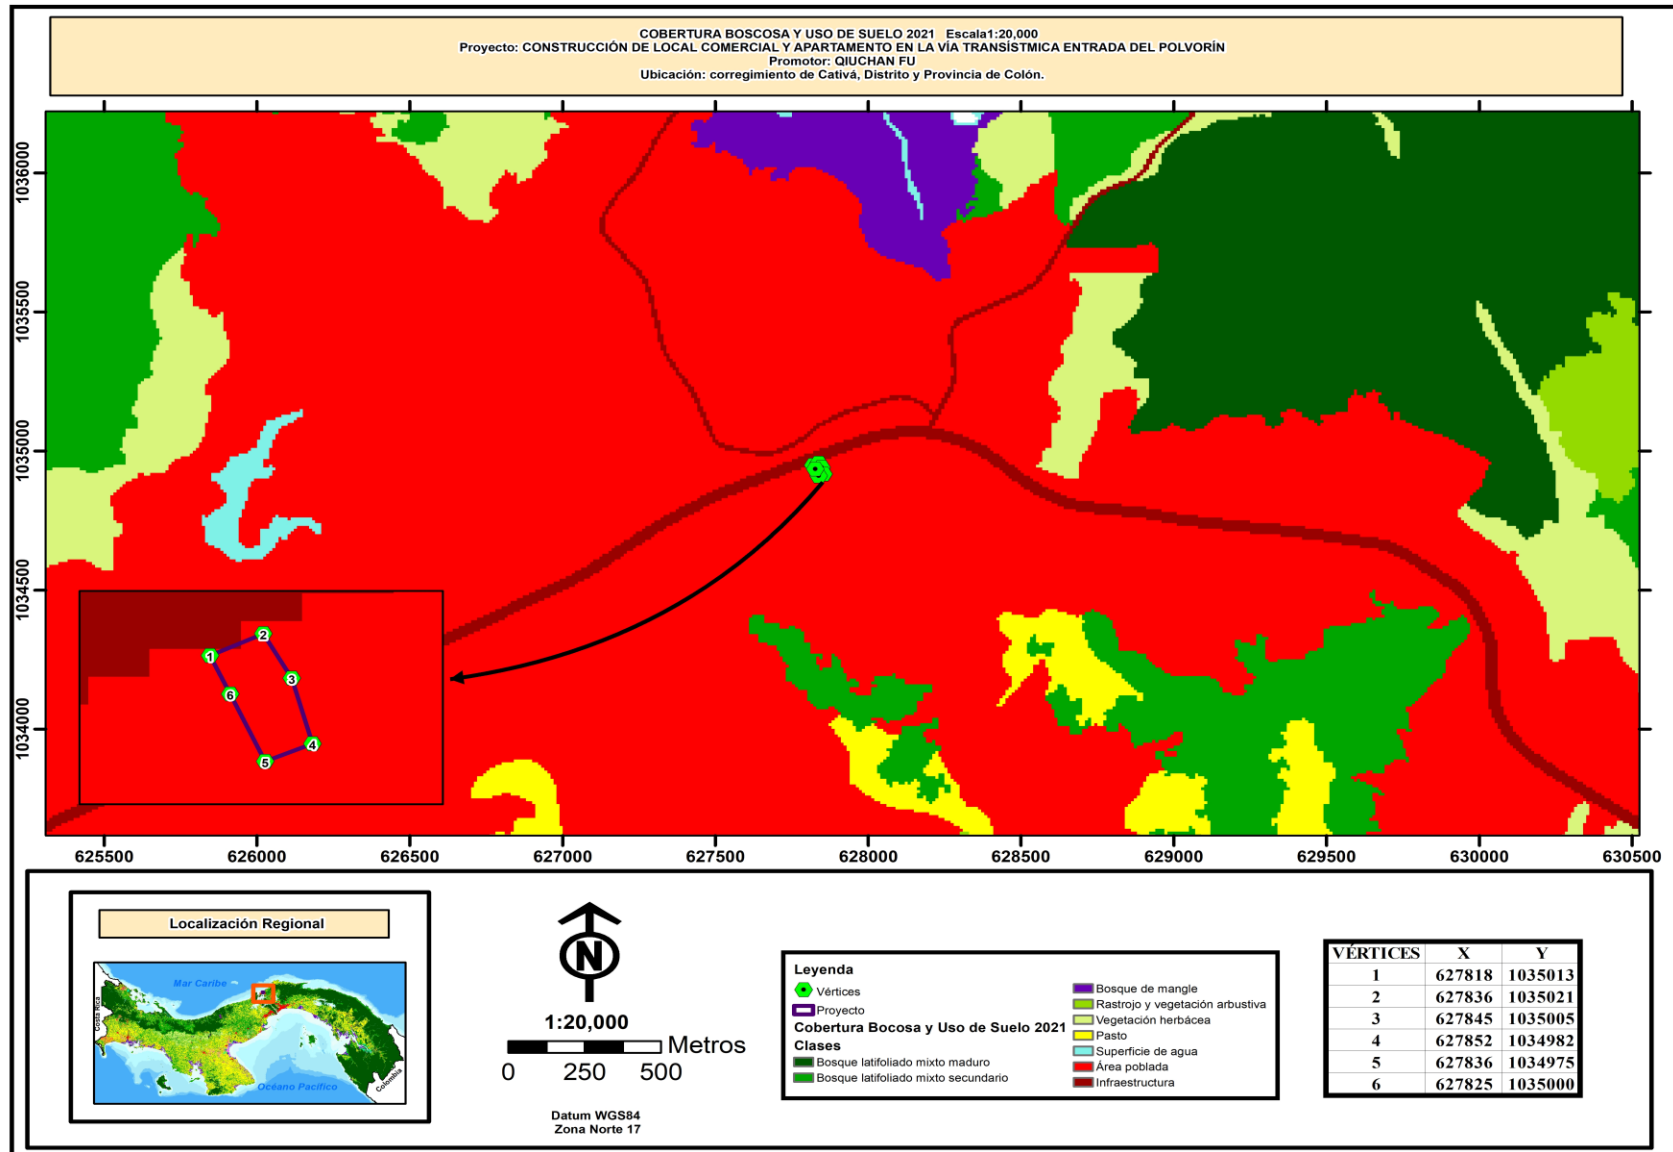 COBERTURA BOSCOSA Y USO DE SUELO 2021 Escala1:20,000
Proyecto: CONSTRUCCIÓN DE LOCAL COMERCIAL Y APARTAMENTO EN LA VÍA TRANSÍSTMICA ENTRADA DEL POLVORÍN
Promotor: QIUCHAN FU
Ubicación: corregimiento de Cativá, Distrito y Provincia de Colón.
1036000
1035500
1035000
1034500
1034000
1
2
3
4
5
6
625500 626000 626500 627000 627500 628000 628500 629000 629500 630000 630500
Localización Regional
Mar Caribe
Costa Rica
Colombia
Océano Pacífico
N
1:20,000
Metros
0 250 500
Datum WGS84
Zona Norte 17
Leyenda
Vértices
Proyecto
Cobertura Bocosa y Uso de Suelo 2021
Clases
Bosque latifoliado mixto maduro
Bosque latifoliado mixto secundario
Bosque de mangle
Rastrojo y vegetación arbustiva
Vegetación herbácea
Pasto
Superficie de agua
Área poblada
Infraestructura
VÉRTICES X Y
1 627818 1035013
2 627836 1035021
3 627845 1035005
4 627852 1034982
5 627836 1034975
6 627825 1035000